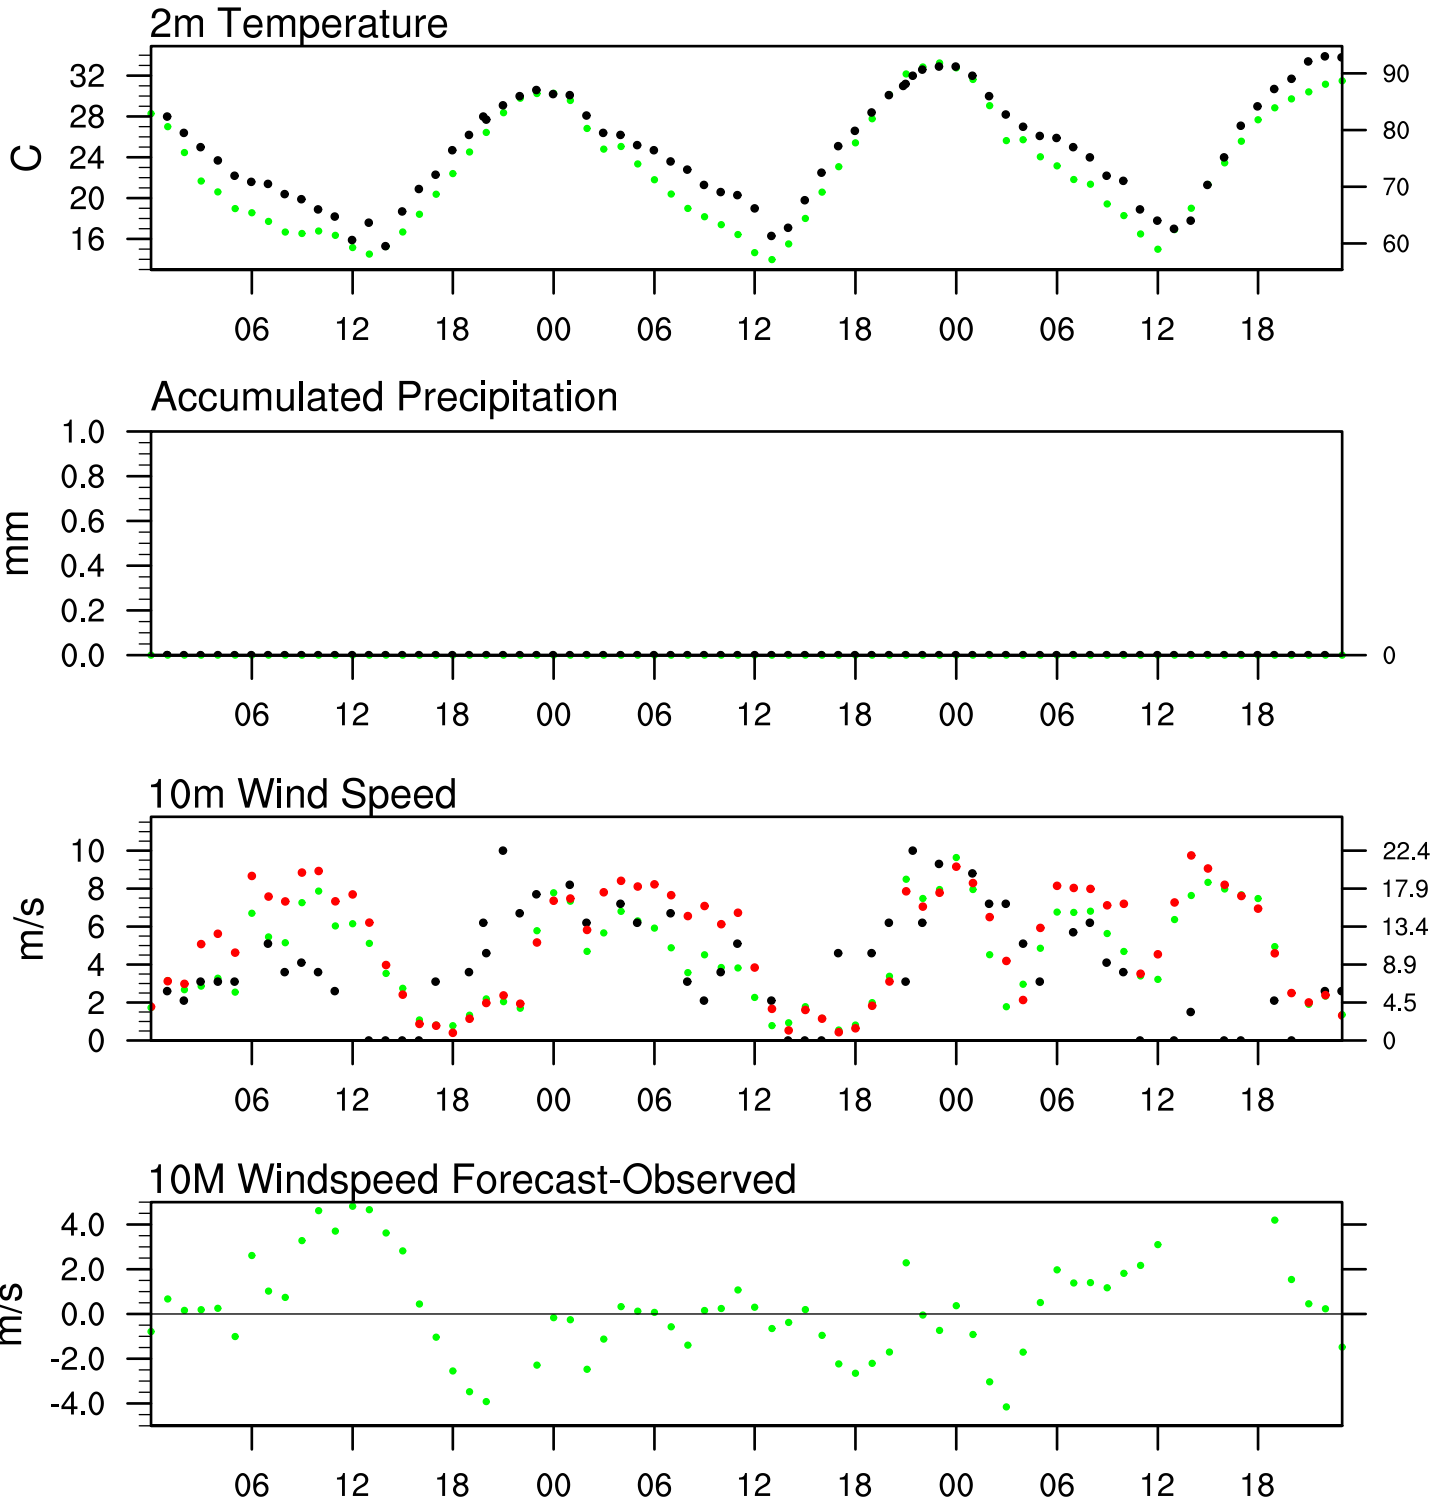 2m Temperature
32
28
24
20
16
C
90
80
70
60
06 12 18 00 06 12 18 00 06 12 18
Accumulated Precipitation
1.0
0.8
0.6
0.4
0.2
0.0
mm
0
06 12 18 00 06 12 18 00 06 12 18
10m Wind Speed
10
8
6
4
2
0
m/s
22.4
17.9
13.4
8.9
4.5
0
06 12 18 00 06 12 18 00 06 12 18
10M Windspeed Forecast-Observed
4.0
2.0
0.0
-2.0
-4.0
m/s
06 12 18 00 06 12 18 00 06 12 18